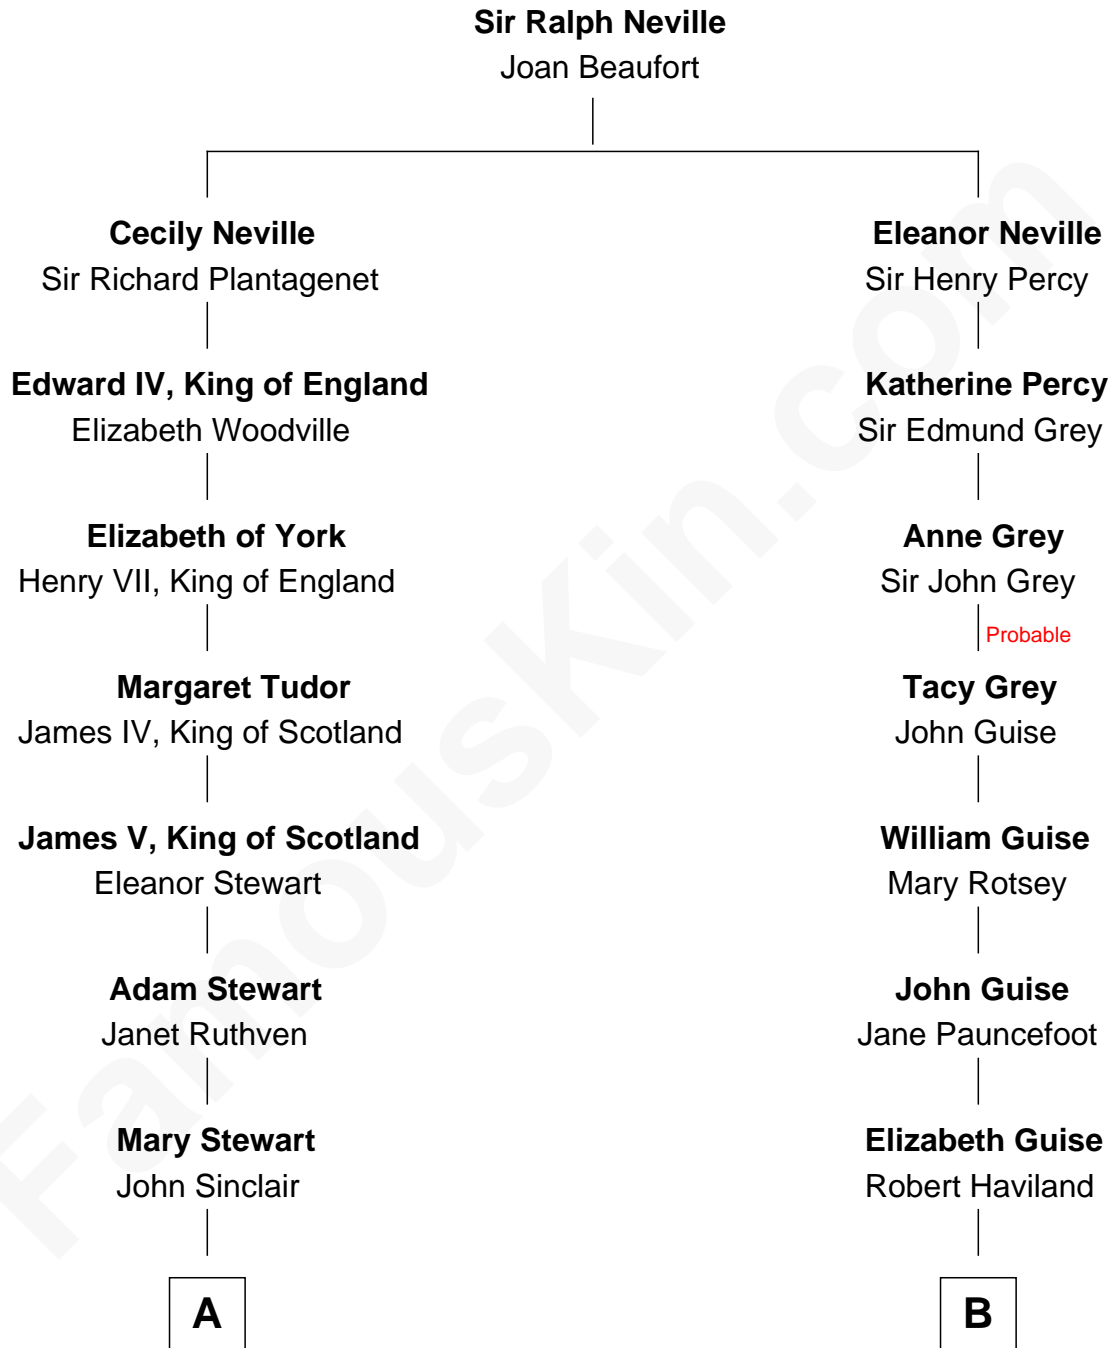 Sir Ralph Neville
Joan Beaufort
Cecily Neville
Sir Richard Plantagenet
Edward IV, King of England
Elizabeth Woodville
Elizabeth of York
Henry VII, King of England
Margaret Tudor
James IV, King of Scotland
James V, King of Scotland
Eleanor Stewart
Adam Stewart
Janet Ruthven
Mary Stewart
John Sinclair
A
Eleanor Neville
Sir Henry Percy
Katherine Percy
Sir Edmund Grey
Anne Grey
Sir John Grey
Probable
Tacy Grey
John Guise
William Guise
Mary Rotsey
John Guise
Jane Pauncefoot
Elizabeth Guise
Robert Haviland
B
FamousKin.com